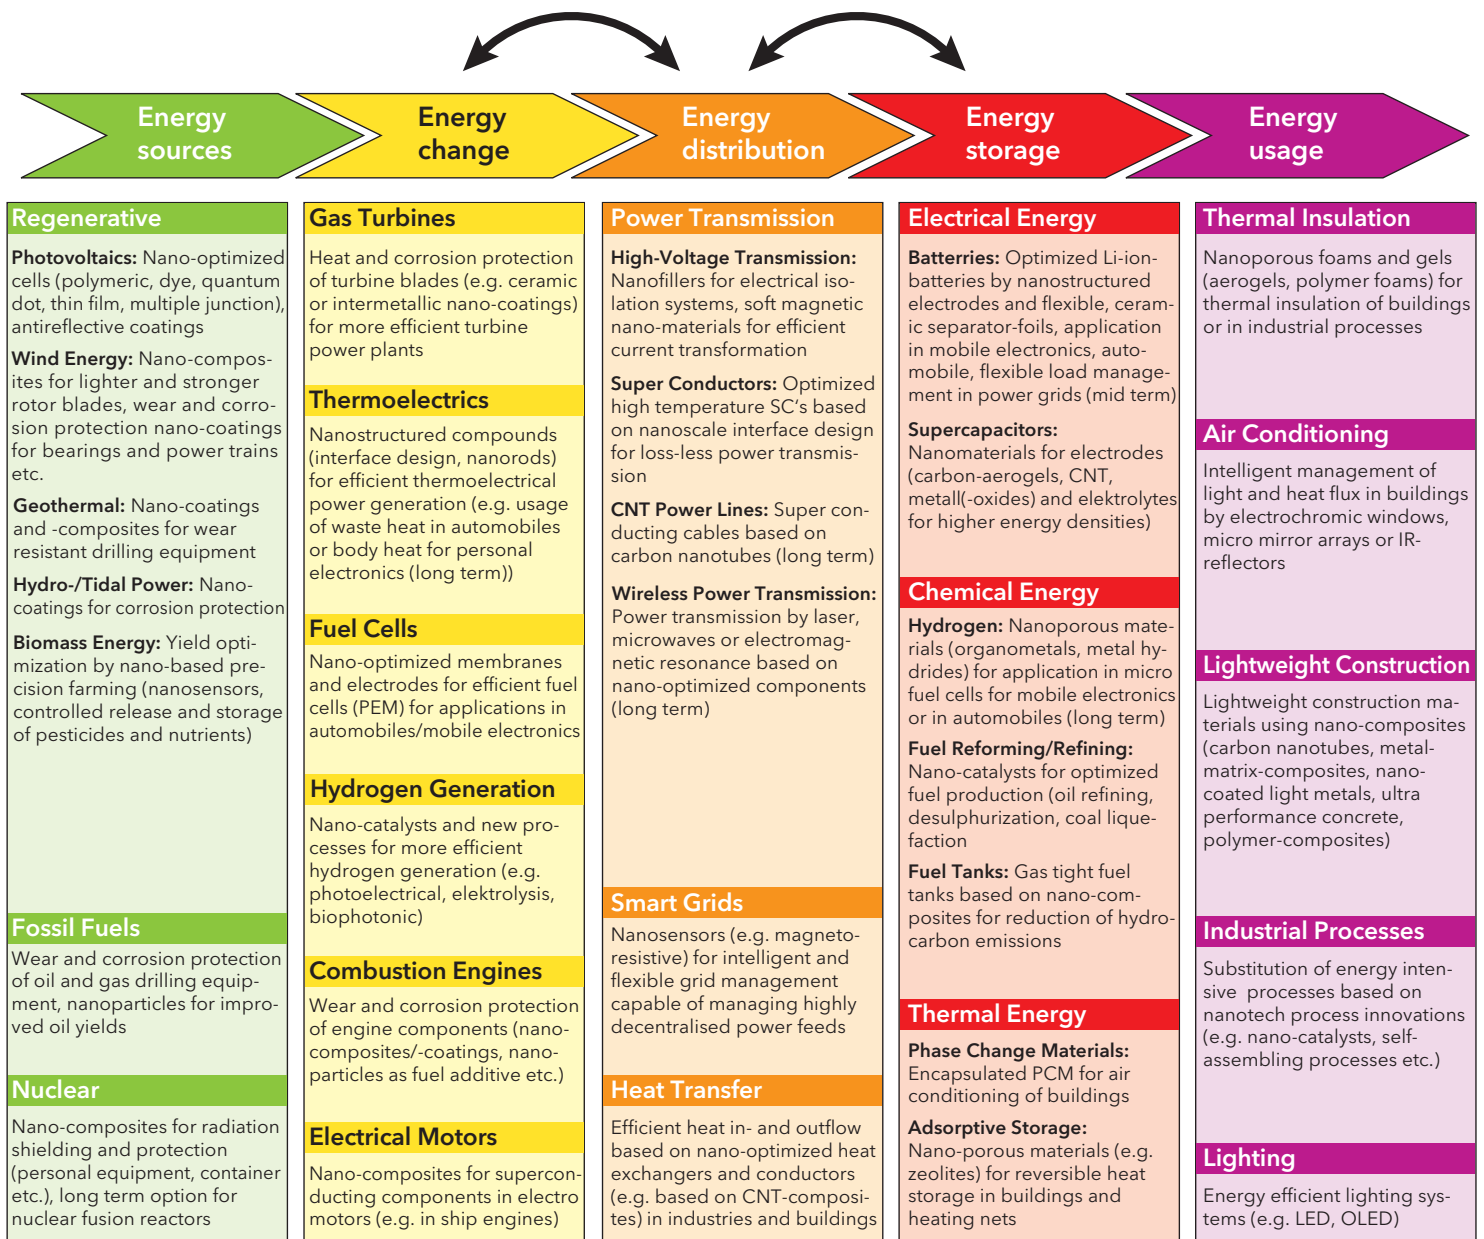 Energy
sources
Energy
change
Energy
distribution
Energy
storage
Energy
usage
Regenerative
Photovoltaics: Nano-optimized
cells (polymeric, dye, quantum
dot, thin film, multiple junction),
antireflective coatings
Wind Energy: Nano-compos-
ites for lighter and stronger
rotor blades, wear and corro-
sion protection nano-coatings
for bearings and power trains
etc.
Geothermal: Nano-coatings
and -composites for wear
resistant drilling equipment
Hydro-/Tidal Power: Nano-
coatings for corrosion protection
Biomass Energy: Yield opti-
mization by nano-based pre-
cision farming (nanosensors,
controlled release and storage
of pesticides and nutrients)
Fossil Fuels
Wear and corrosion protection
of oil and gas drilling equip-
ment, nanoparticles for impro-
ved oil yields
Nuclear
Nano-composites for radiation
shielding and protection
(personal equipment, container
etc.), long term option for
nuclear fusion reactors
Gas Turbines
Heat and corrosion protection
of turbine blades (e.g. ceramic
or intermetallic nano-coatings)
for more efficient turbine
power plants
Thermoelectrics
Nanostructured compounds
(interface design, nanorods)
for efficient thermoelectrical
power generation (e.g. usage
of waste heat in automobiles
or body heat for personal
electronics (long term))
Fuel Cells
Nano-optimized membranes
and electrodes for efficient fuel
cells (PEM) for applications in
automobiles/mobile electronics
Hydrogen Generation
Nano-catalysts and new pro-
cesses for more efficient
hydrogen generation (e.g.
photoelectrical, elektrolysis,
biophotonic)
Combustion Engines
Wear and corrosion protection
of engine components (nano-
composites/-coatings, nano-
particles as fuel additive etc.)
Electrical Motors
Nano-composites for supercon-
ducting components in electro
motors (e.g. in ship engines)
Power Transmission
High-Voltage Transmission:
Nanofillers for electrical iso-
lation systems, soft magnetic
nano-materials for efficient
current transformation
Super Conductors: Optimized
high temperature SC's based
on nanoscale interface design
for loss-less power transmis-
sion
CNT Power Lines: Super con-
ducting cables based on
carbon nanotubes (long term)
Wireless Power Transmission:
Power transmission by laser,
microwaves or electromag-
netic resonance based on
nano-optimized components
(long term)
Smart Grids
Nanosensors (e.g. magneto-
resistive) for intelligent and
flexible grid management
capable of managing highly
decentralised power feeds
Heat Transfer
Efficient heat in- and outflow
based on nano-optimized heat
exchangers and conductors
(e.g. based on CNT-composi-
tes) in industries and buildings
Electrical Energy
Batterries: Optimized Li-ion-
batteries by nanostructured
electrodes and flexible, ceram-
ic separator-foils, application
in mobile electronics, auto-
mobile, flexible load manage-
ment in power grids (mid term)
Supercapacitors:
Nanomaterials for electrodes
(carbon-aerogels, CNT,
metall(-oxides) and elektrolytes
for higher energy densities)
Chemical Energy
Hydrogen: Nanoporous mate-
rials (organometals, metal hy-
drides) for application in micro
fuel cells for mobile electronics
or in automobiles (long term)
Fuel Reforming/Refining:
Nano-catalysts for optimized
fuel production (oil refining,
desulphurization, coal lique-
faction
Fuel Tanks: Gas tight fuel
tanks based on nano-com-
posites for reduction of hydro-
carbon emissions
Thermal Energy
Phase Change Materials:
Encapsulated PCM for air
conditioning of buildings
Adsorptive Storage:
Nano-porous materials (e.g.
zeolites) for reversible heat
storage in buildings and
heating nets
Thermal Insulation
Nanoporous foams and gels
(aerogels, polymer foams) for
thermal insulation of buildings
or in industrial processes
Air Conditioning
Intelligent management of
light and heat flux in buildings
by electrochromic windows,
micro mirror arrays or IR-
reflectors
Lightweight Construction
Lightweight construction ma-
terials using nano-composites
(carbon nanotubes, metal-
matrix-composites, nano-
coated light metals, ultra
performance concrete,
polymer-composites)
Industrial Processes
Substitution of energy inten-
sive processes based on
nanotech process innovations
(e.g. nano-catalysts, self-
assembling processes etc.)
Lighting
Energy efficient lighting sys-
tems (e.g. LED, OLED)